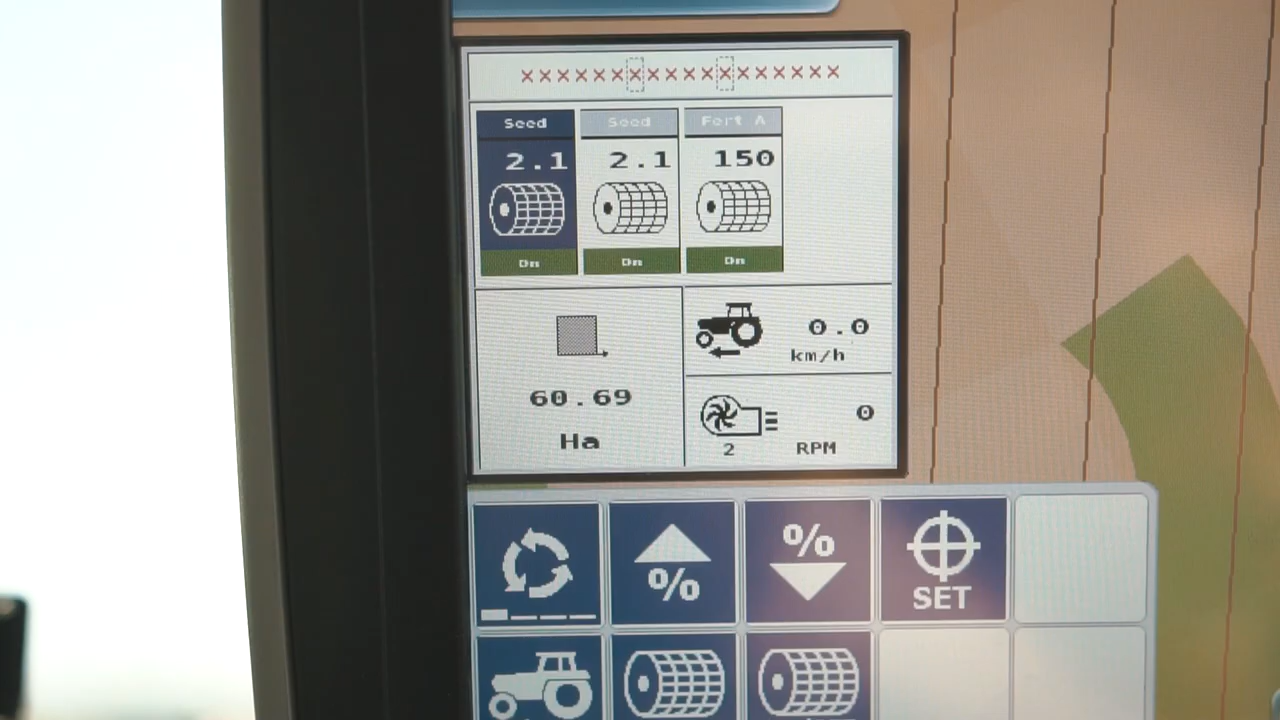 ××××××××××××××××××
Seed Seed Fert A
2.1 2.1 150
On On On
0.0
km/h
60.69
Ha
0
2 RPM
% %
SET